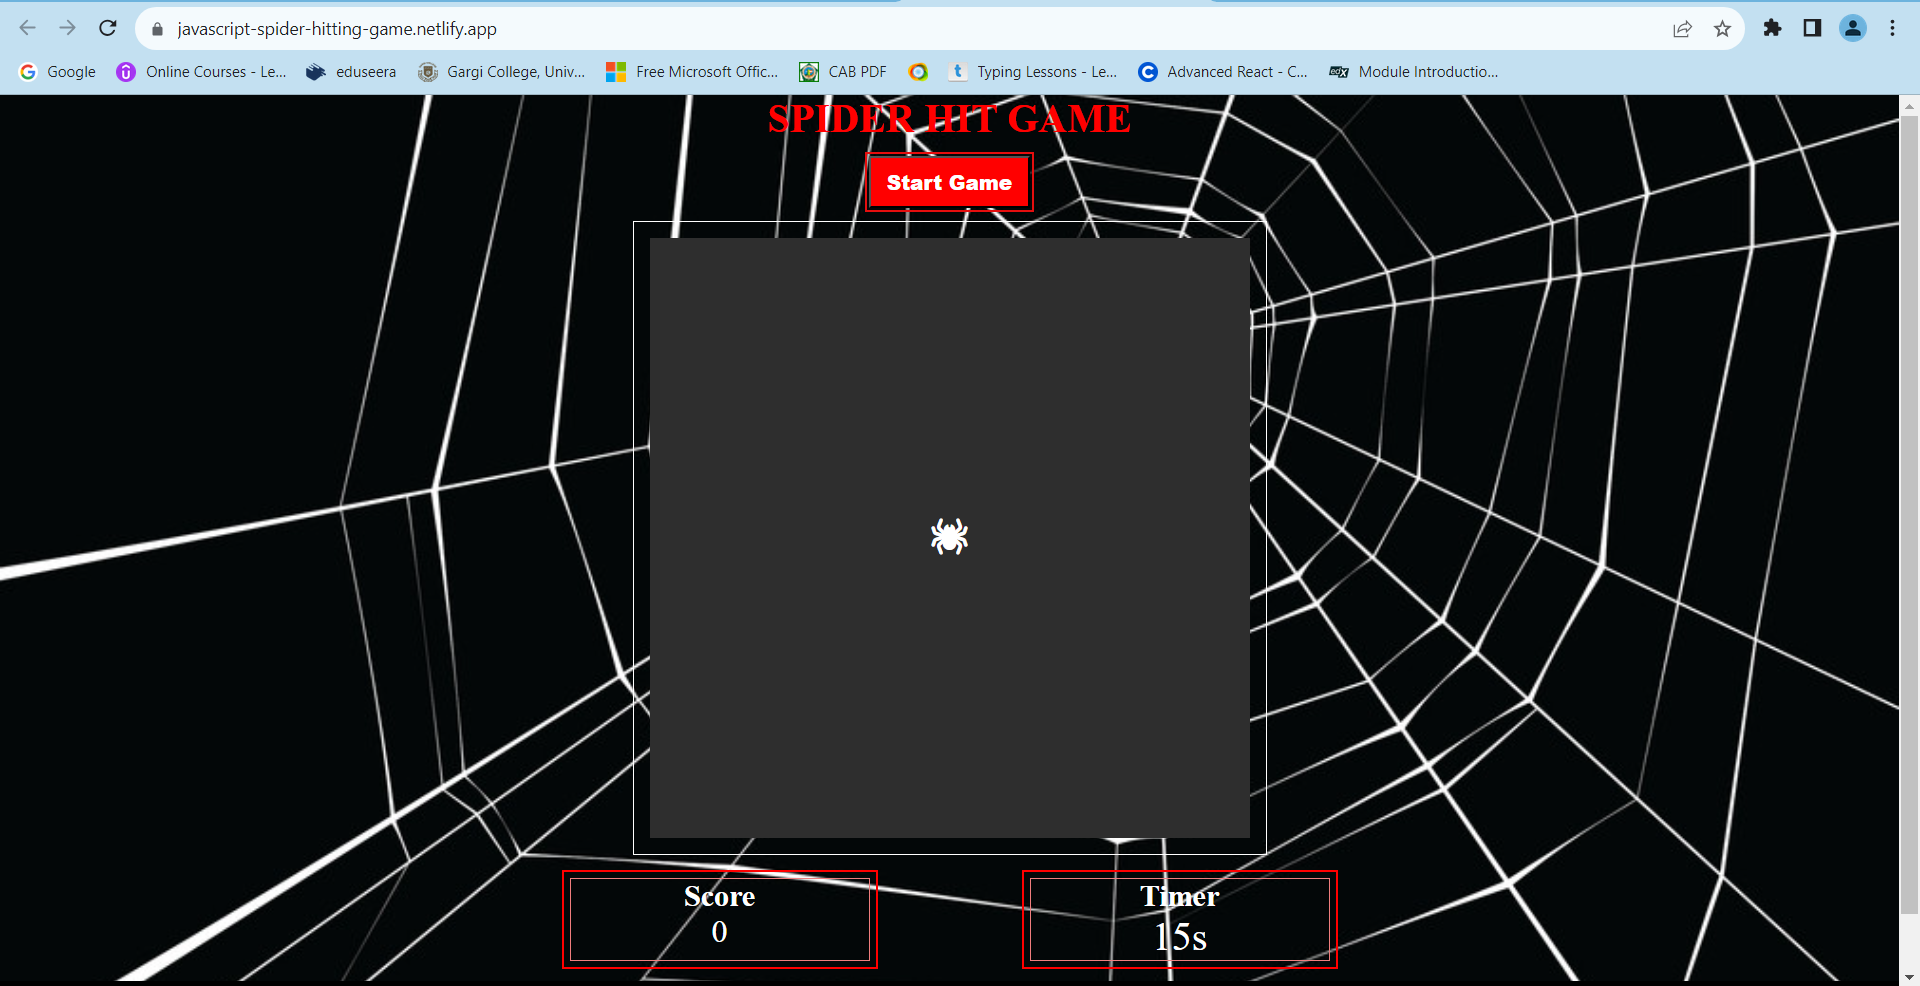 javascript-spider-hitting-game.netlify.app
Google
Online Courses - Le...
eduseera
Gargi College, Univ...
Free Microsoft Offic...
CAB PDF
t
Typing Lessons - Le...
C
Advanced React - C...
edX
Module Introductio...
SPIDER HIT GAME
Start Game
Score
0
Timer
15s